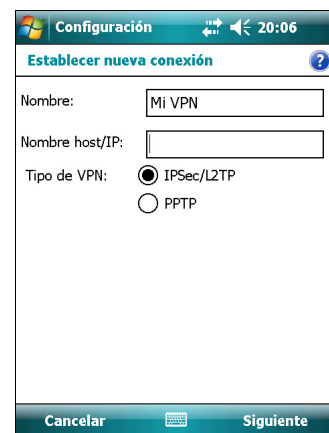 Configuración 20:06
Establecer nueva conexión ?
Nombre: Mi VPN
Nombre host/IP:
Tipo de VPN: IPSec/L2TP
PPTP
Cancelar Siguiente